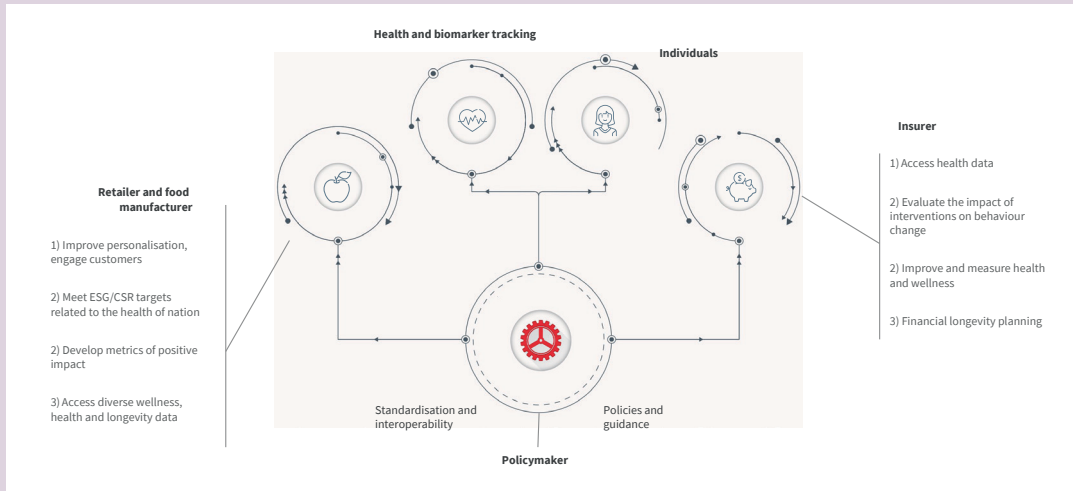 Health and biomarker tracking
Individuals
Insurer
1) Access health data
2) Evaluate the impact of
interventions on behaviour
change
2) Improve and measure health
and wellness
3) Financial longevity planning
Retailer and food
manufacturer
1) Improve personalisation,
engage customers
2) Meet ESG/CSR targets
related to the health of nation
2) Develop metrics of positive
impact
3) Access diverse wellness,
health and longevity data
Standardisation and
interoperability
Policies and
guidance
Policymaker